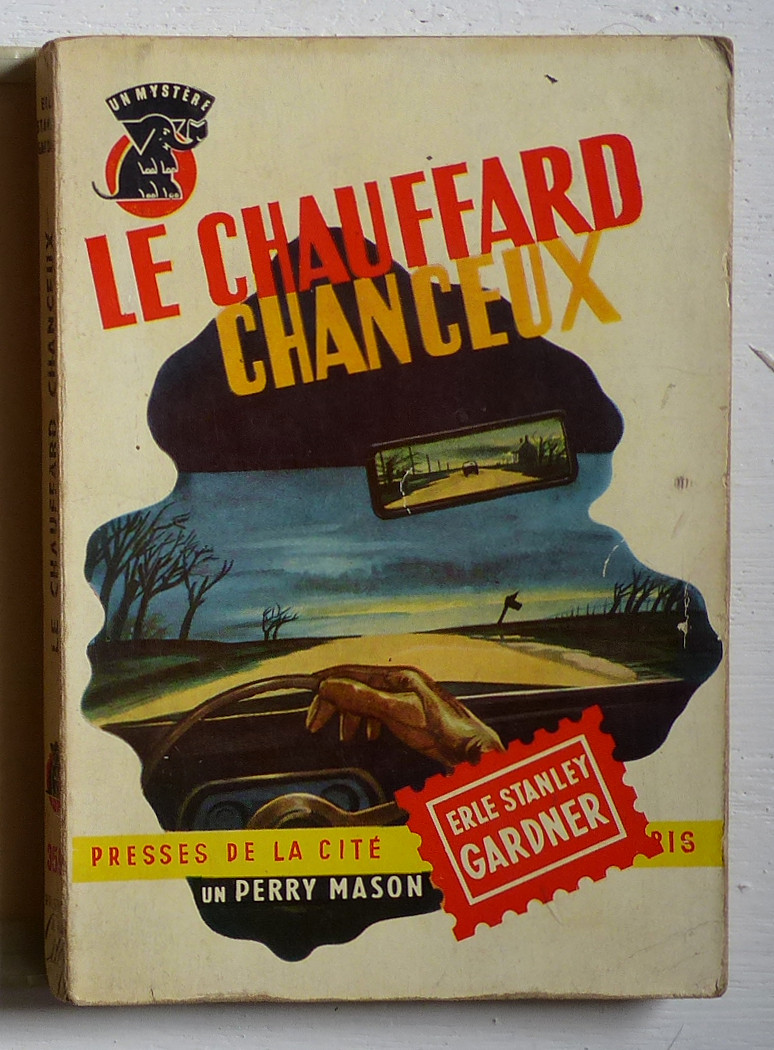 UN MYSTÈRE
LE CHAUFFARD
CHANCEUX
ERLE STANLEY
GARDNER
PRESSES DE LA CITÉ
RIS
UN PERRY MASON
LE CHAUFFARD CHANCEUX